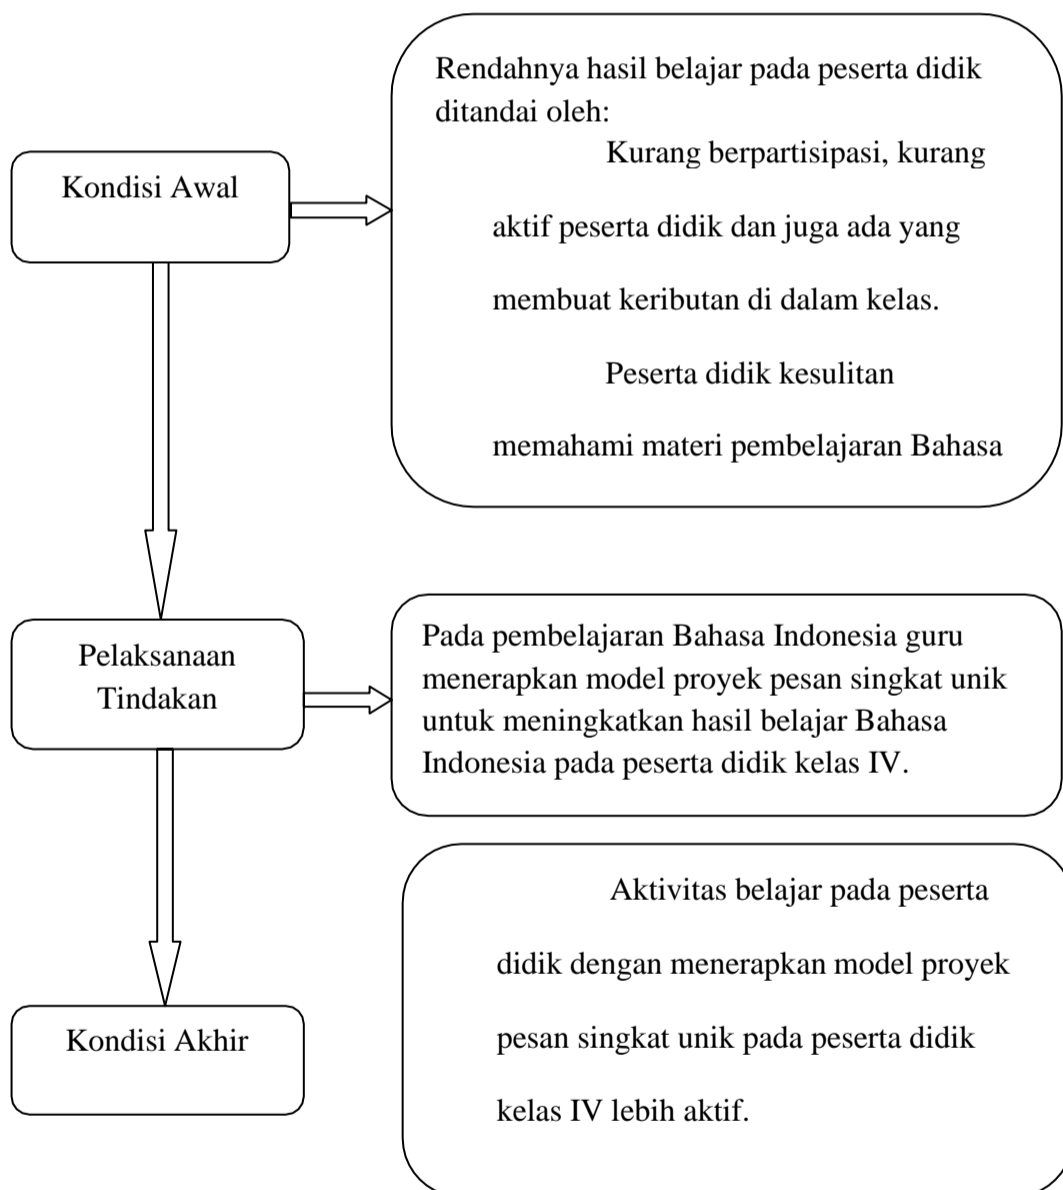 Kondisi Awal
Rendahnya hasil belajar pada peserta didik
ditandai oleh:
Kurang berpartisipasi, kurang
aktif peserta didik dan juga ada yang
membuat keributan di dalam kelas.
Peserta didik kesulitan
memahami materi pembelajaran Bahasa
Pelaksanaan
Tindakan
Pada pembelajaran Bahasa Indonesia guru
menerapkan model proyek pesan singkat unik
untuk meningkatkan hasil belajar Bahasa
Indonesia pada peserta didik kelas IV.
Kondisi Akhir
Aktivitas belajar pada peserta
didik dengan menerapkan model proyek
pesan singkat unik pada peserta didik
kelas IV lebih aktif.